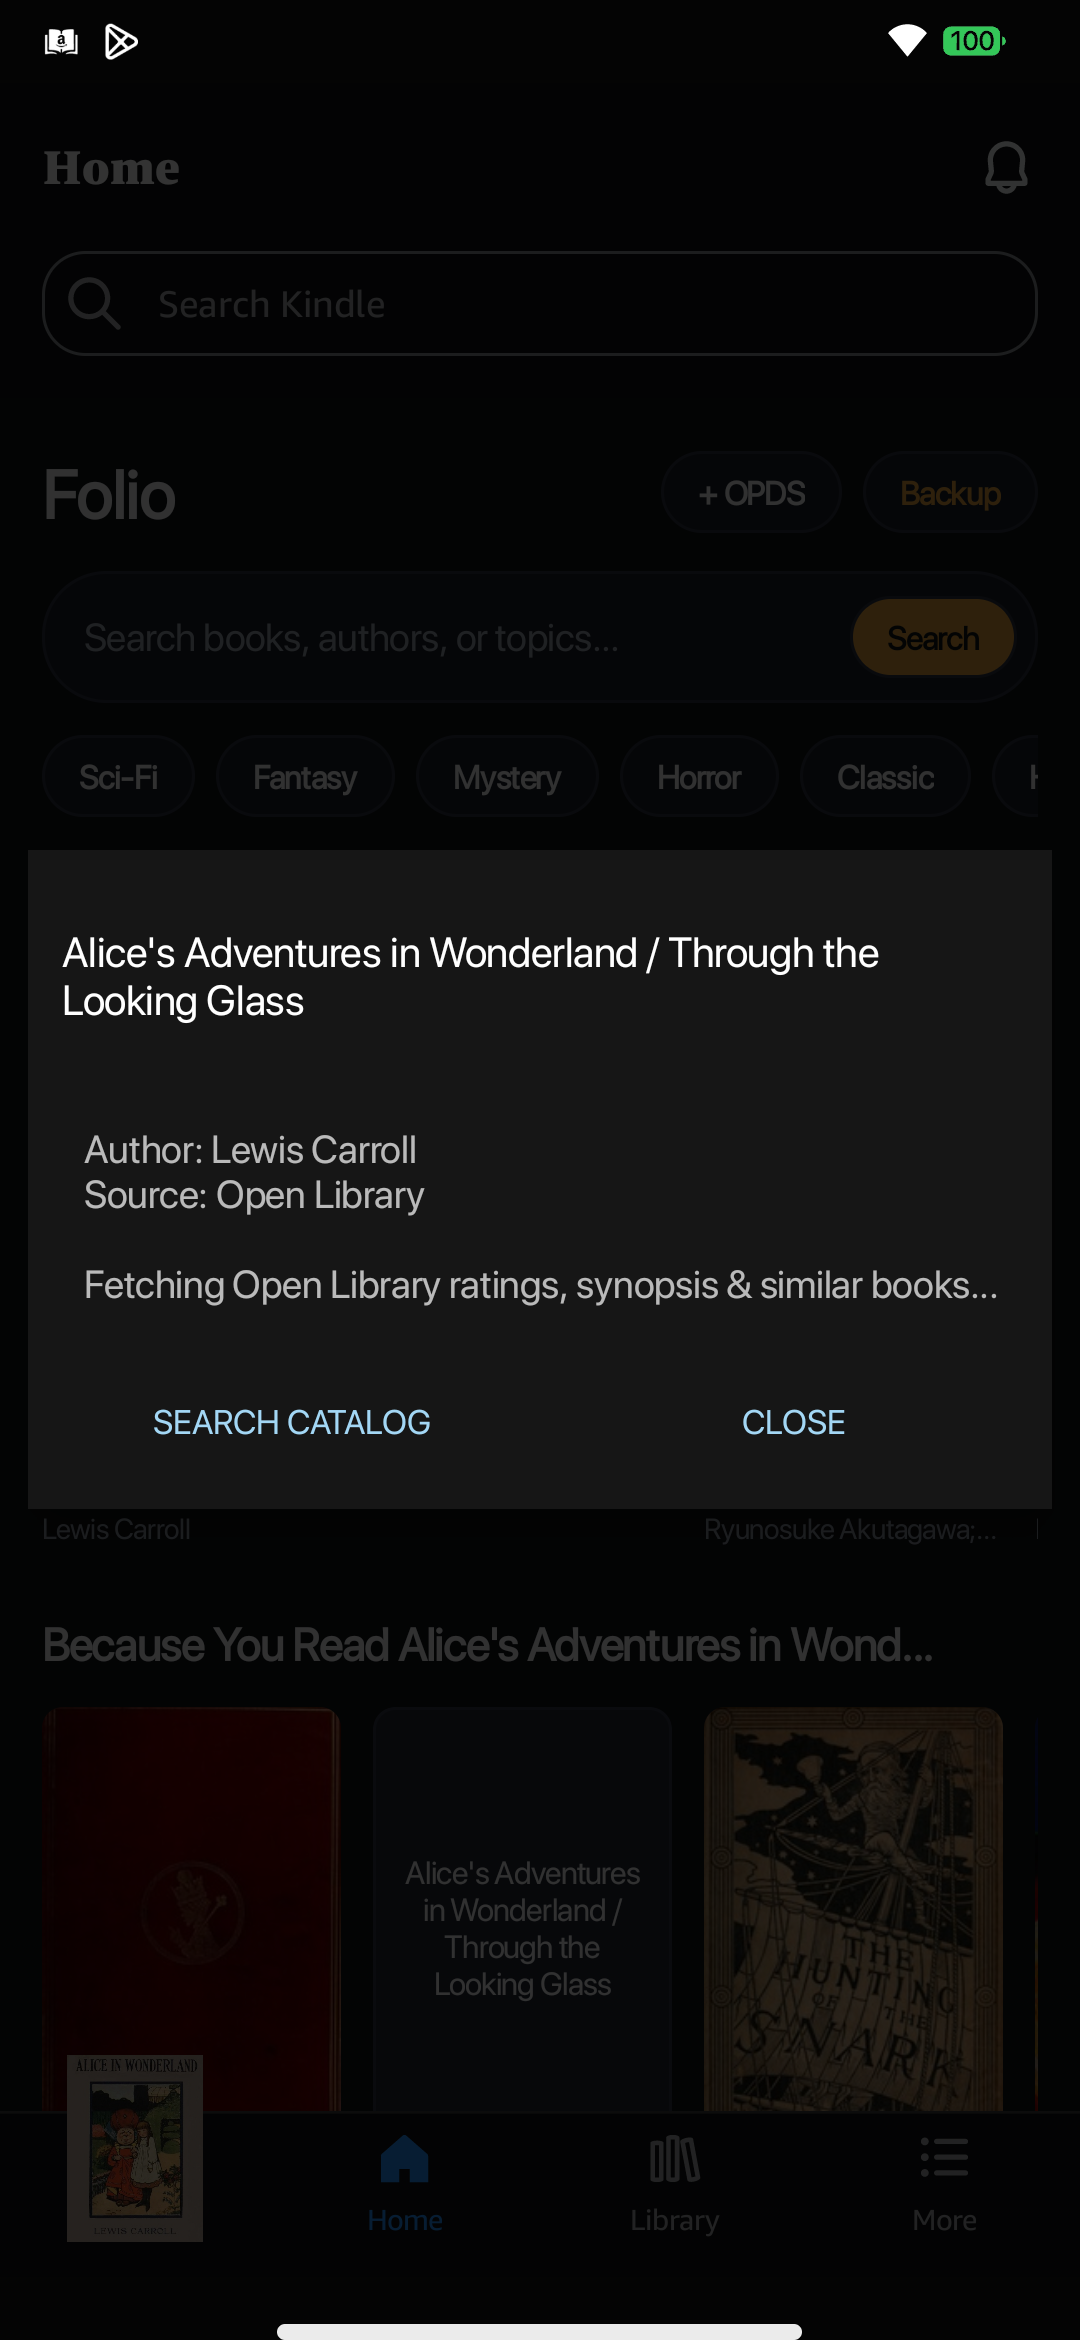 100
Home
Search Kindle
Folio
+ OPDS
Backup
Search books, authors, or topics...
Search
Sci-Fi
Fantasy
Mystery
Horror
Classic
Alice's Adventures in Wonderland / Through the
Looking Glass
Author: Lewis Carroll
Source: Open Library
Fetching Open Library ratings, synopsis & similar books...
SEARCH CATALOG
CLOSE
Lewis Carroll
Ryunosuke Akutagawa;...
Because You Read Alice's Adventures in Wond...
Alice's Adventures
in Wonderland /
Through the
Looking Glass
THE
HUNTING
OF THE
SNARK
ALICE IN WONDERLAND
LEWIS CARROLL
Home
Library
More